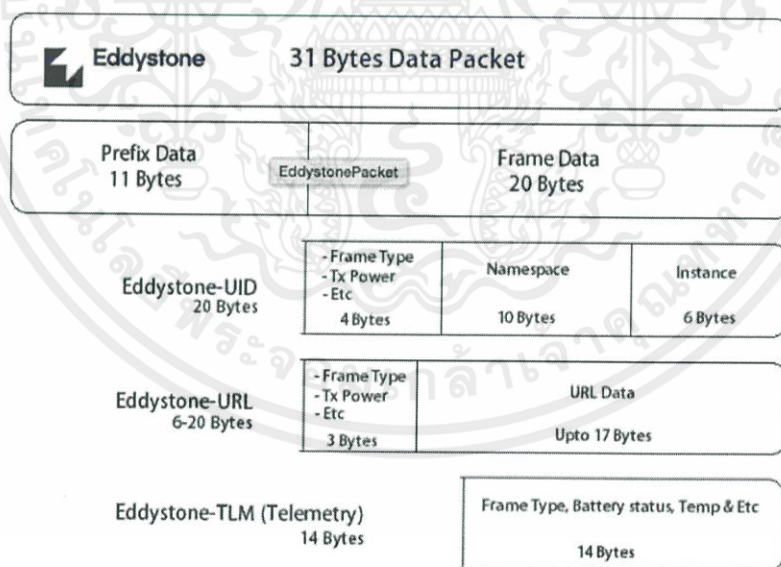 Eddystone
31 Bytes Data Packet
Prefix Data
11 Bytes
EddystonePacket
Frame Data
20 Bytes
Eddystone-UID
20 Bytes
- Frame Type
- Tx Power
- Etc
4 Bytes
Namespace
10 Bytes
Instance
6 Bytes
Eddystone-URL
6-20 Bytes
- Frame Type
- Tx Power
- Etc
3 Bytes
URL Data
Upto 17 Bytes
Eddystone-TLM (Telemetry)
14 Bytes
Frame Type, Battery status, Temp & Etc
14 Bytes